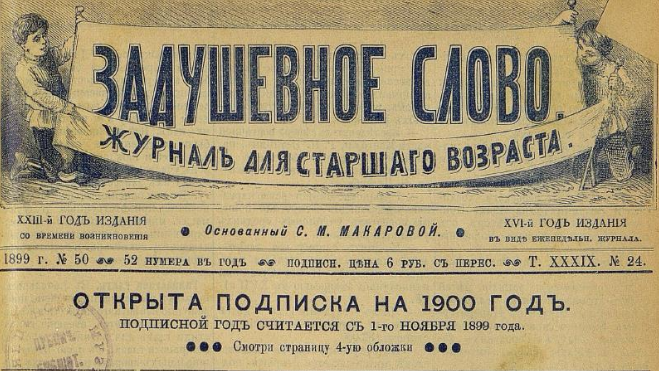 ЗАДУШЕВНОЕ СЛОВО.
ЖУРНАЛЪ ДЛЯ СТАРШАГО ВОЗРАСТА.
XXIII-й ГОДЪ ИЗДАНІЯ
СО ВРЕМЕНИ ВОЗНИКНОВЕНІЯ
Основанный С. М. МАКАРОВОЙ.
XVI-й ГОДЪ ИЗДАНІЯ
ВЪ ВИДѢ ЕЖЕНЕДѢЛЬН. ЖУРНАЛА.
1899 г. № 50 52 НУМЕРА ВЪ ГОДЪ ПОДПИСН. ЦѢНА 6 РУБ. СЪ ПЕРЕС. Т. XXXIX. № 24.
ОТКРЫТА ПОДПИСКА НА 1900 ГОДЪ.
ПОДПИСНОЙ ГОДЪ СЧИТАЕТСЯ СЪ 1-го НОЯБРЯ 1899 года.
Смотри страницу 4-ую обложки